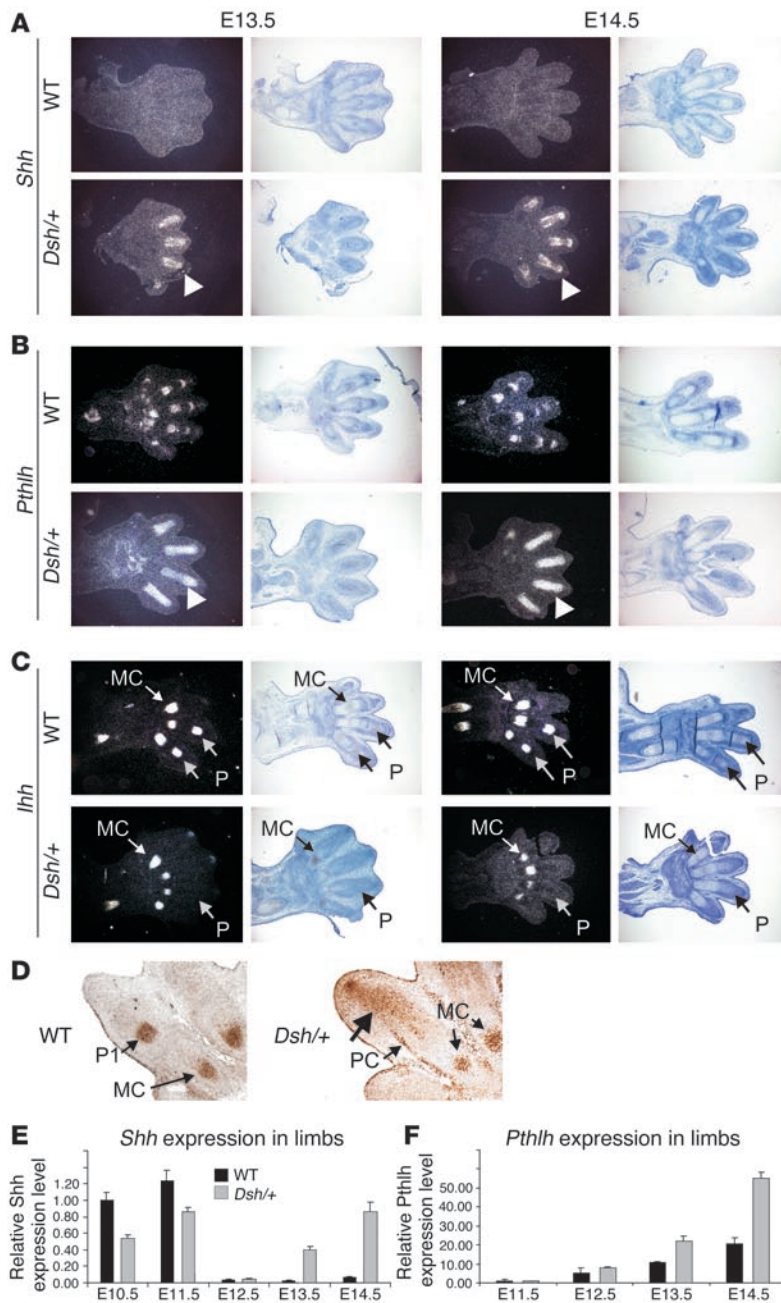 E13.5
E14.5
A
Shh
WT
Dsh/+
B
Pthlh
WT
Dsh/+
C
Ihh
WT
MC
P
MC
P
MC
P
P
Dsh/+
MC
P
MC
P
MC
P
MC
P
D
WT
P1
MC
Dsh/+
PC
MC
E
Shh expression in limbs
Relative Shh
expression level
1.20
1.00
0.80
0.60
0.40
0.20
0.00
WT
Dsh/+
E10.5 E11.5 E12.5 E13.5 E14.5
F
Pthlh expression in limbs
Relative Pthlh
expression level
50.00
40.00
30.00
20.00
10.00
0.00
E11.5 E12.5 E13.5 E14.5